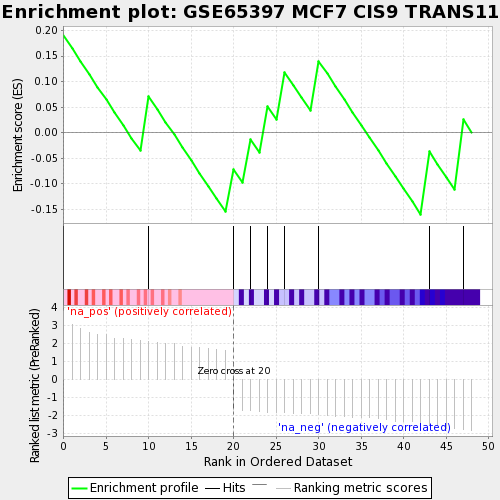 Enrichment plot: GSE65397 MCF7 CIS9 TRANS11
Enrichment score (ES)
0.20
0.15
0.10
0.05
0.00
-0.05
-0.10
-0.15
'na_pos' (positively correlated)
Ranked list metric (PreRanked)
4
3
2
1
0
-1
-2
-3
Zero cross at 20
'na_neg' (negatively correlated)
0 5 10 15 20 25 30 35 40 45 50
Rank in Ordered Dataset
Enrichment profile Hits Ranking metric scores